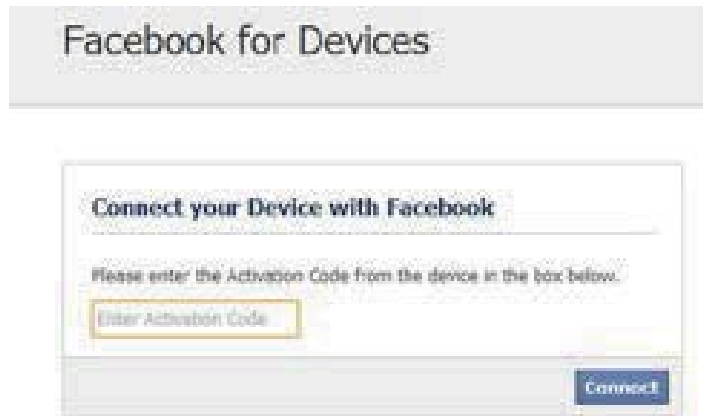 Facebook for Devices
Connect your Device with Facebook
Please enter the Activation Code from the device in the box below.
Enter Activation Code
Connect